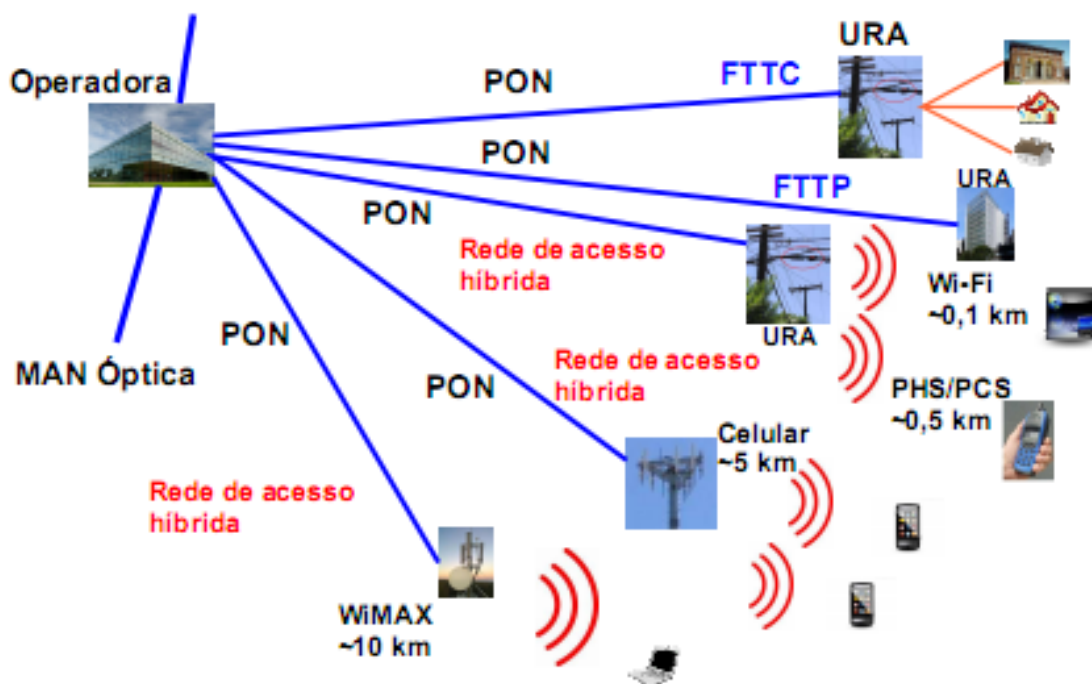 URA
Operadora
PON
FTTC
PON
URA
FTTP
PON
Rede de acesso
híbrida
Wi-Fi
~0,1 km
PON
URA
MAN Óptica
Rede de acesso
híbrida
PON
PHS/PCS
~0,5 km
Celular
~5 km
Rede de acesso
híbrida
WiMAX
~10 km